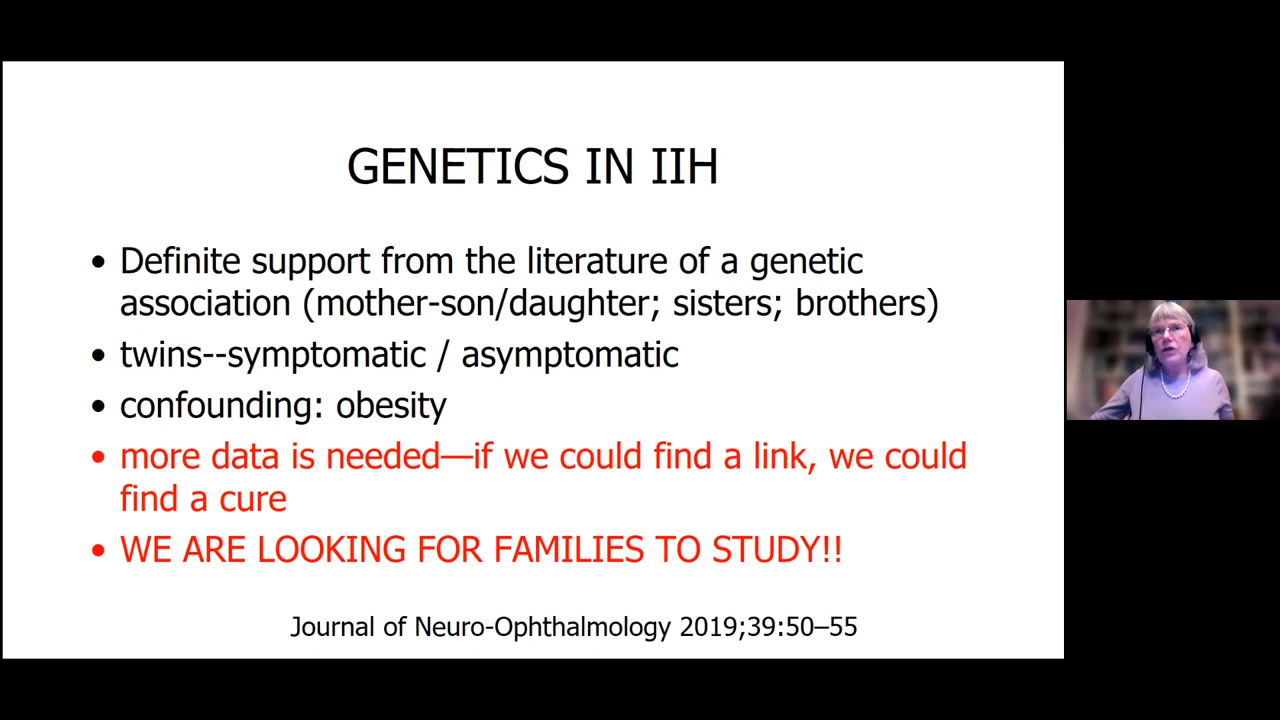 GENETICS IN IIH
• Definite support from the literature of a genetic
association (mother-son/daughter; sisters; brothers)
• twins--symptomatic / asymptomatic
• confounding: obesity
• more data is needed—if we could find a link, we could
find a cure
• WE ARE LOOKING FOR FAMILIES TO STUDY!!
Journal of Neuro-Ophthalmology 2019;39:50–55